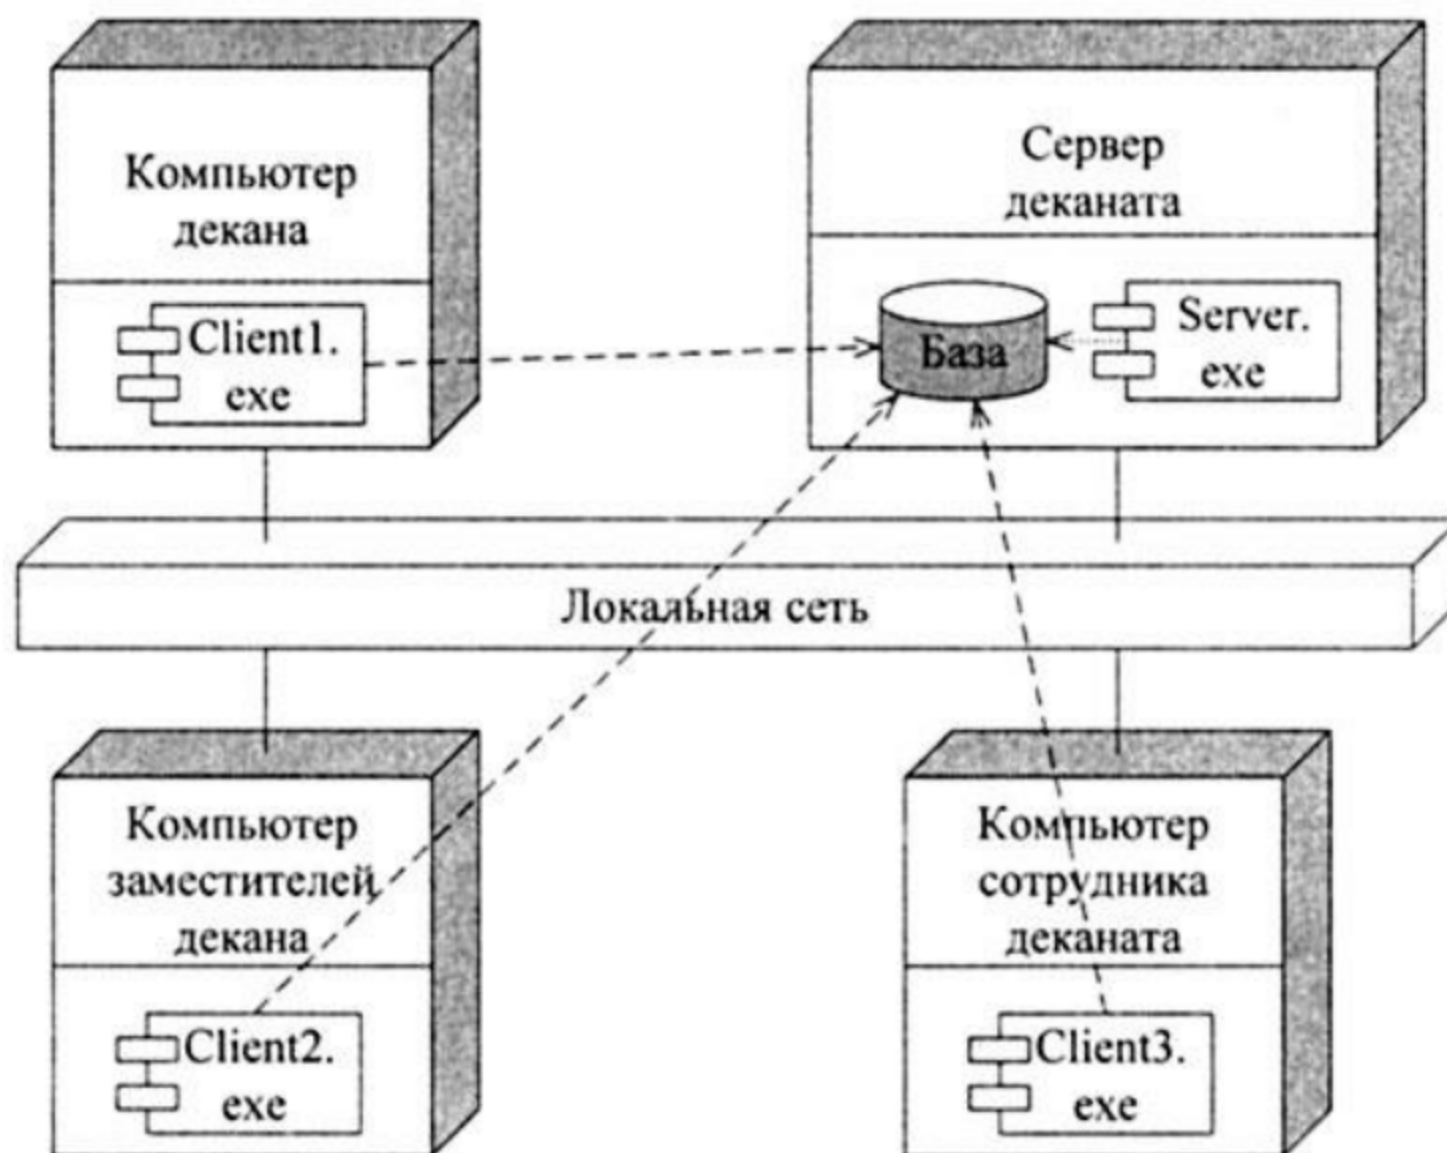 Компьютер
декана
Client1.
exe
Сервер
деканата
База
Server.
exe
Локальная сеть
Компьютер
заместителей
декана
Client2.
exe
Компьютер
сотрудника
деканата
Client3.
exe